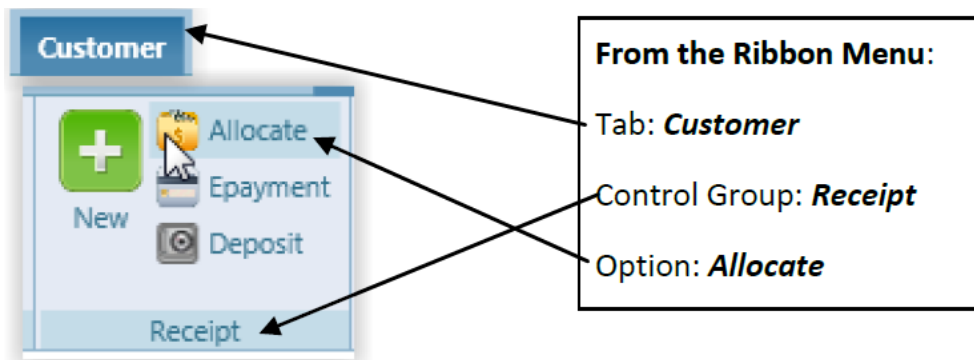 Customer
New
Allocate
Epayment
Deposit
Receipt
From the Ribbon Menu:
Tab: Customer
Control Group: Receipt
Option: Allocate